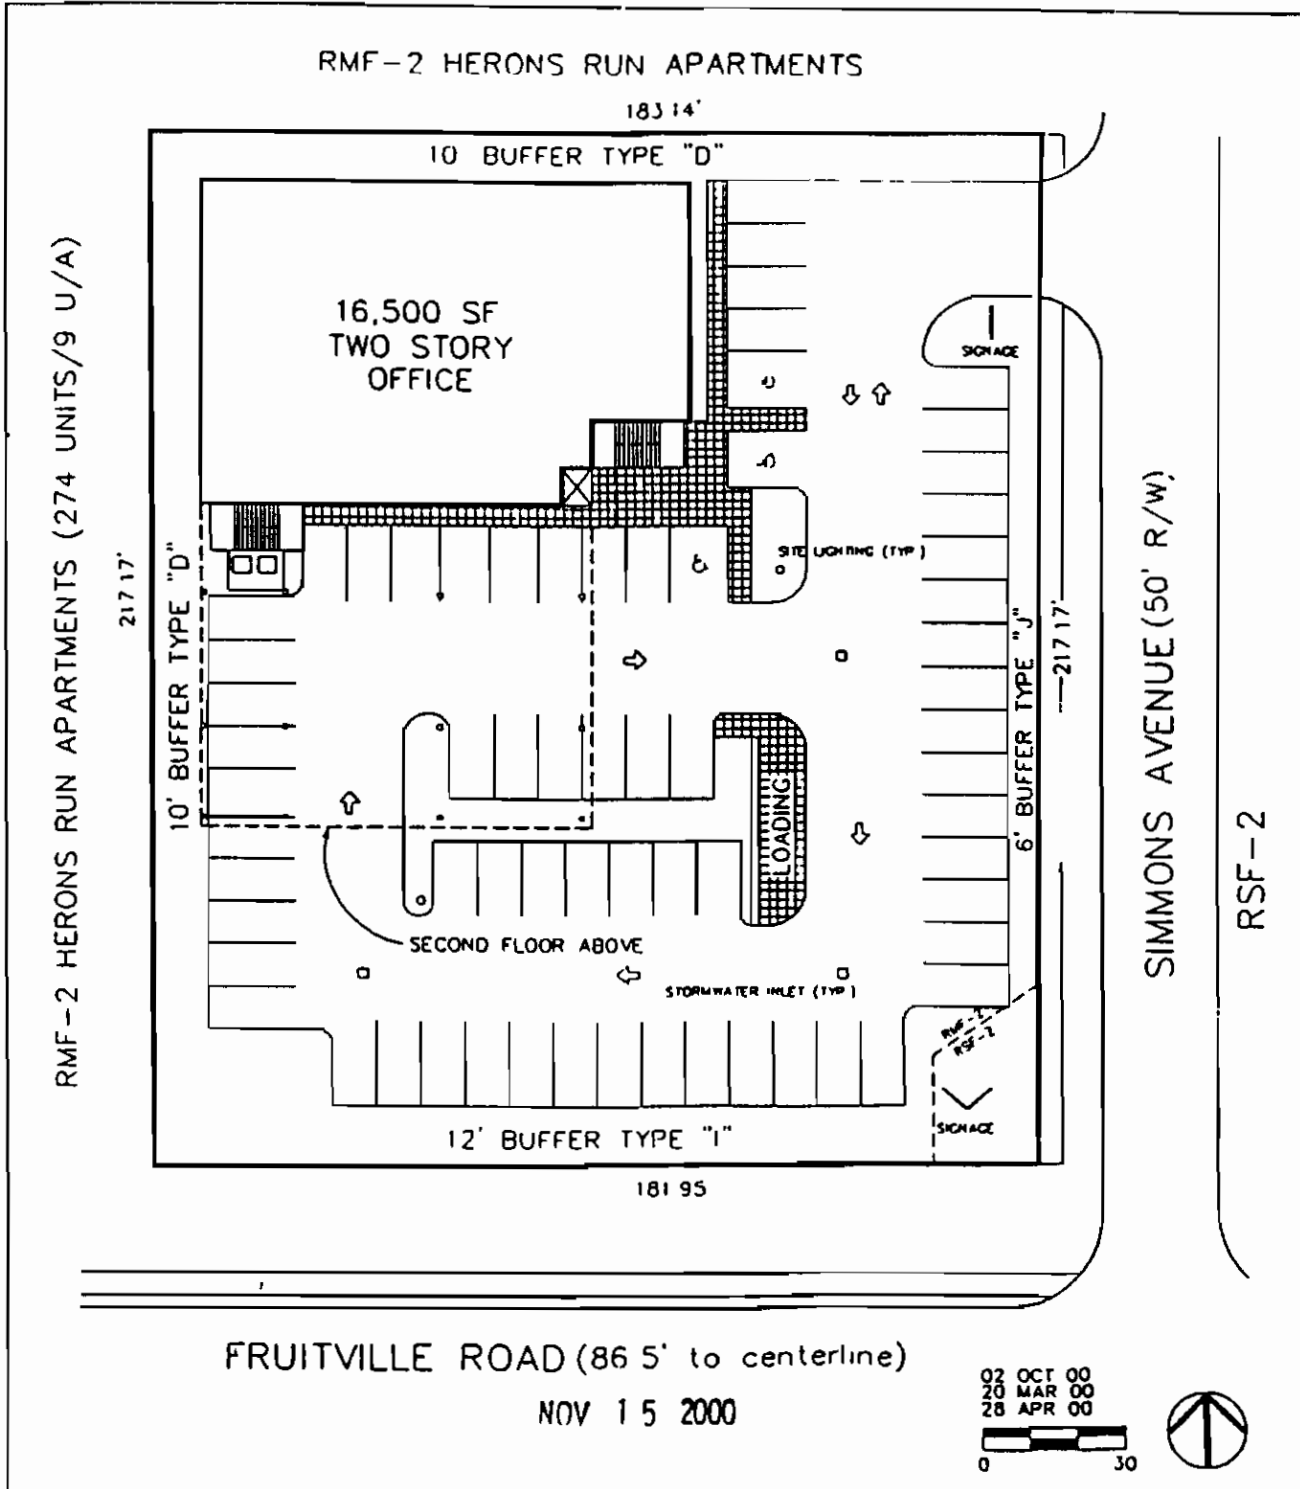 RMF-2 HERONS RUN APARTMENTS
183 14'
10 BUFFER TYPE "D"
RMF-2 HERONS RUN APARTMENTS (274 UNITS/9 U/A)
217 17'
10' BUFFER TYPE "D"
16,500 SF
TWO STORY
OFFICE
SIGNAGE
SITE LIGHTING (TYP)
6' BUFFER TYPE "J"
217 17'
SIMMONS AVENUE (50' R/W)
RSF-2
LOADING
SECOND FLOOR ABOVE
STORMWATER INLET (TYP)
RMF-2
RSF-2
SIGNAGE
12' BUFFER TYPE "I"
181 95
FRUITVILLE ROAD (86 5' to centerline)
NOV 15 2000
02 OCT 00
20 MAR 00
28 APR 00
0 30